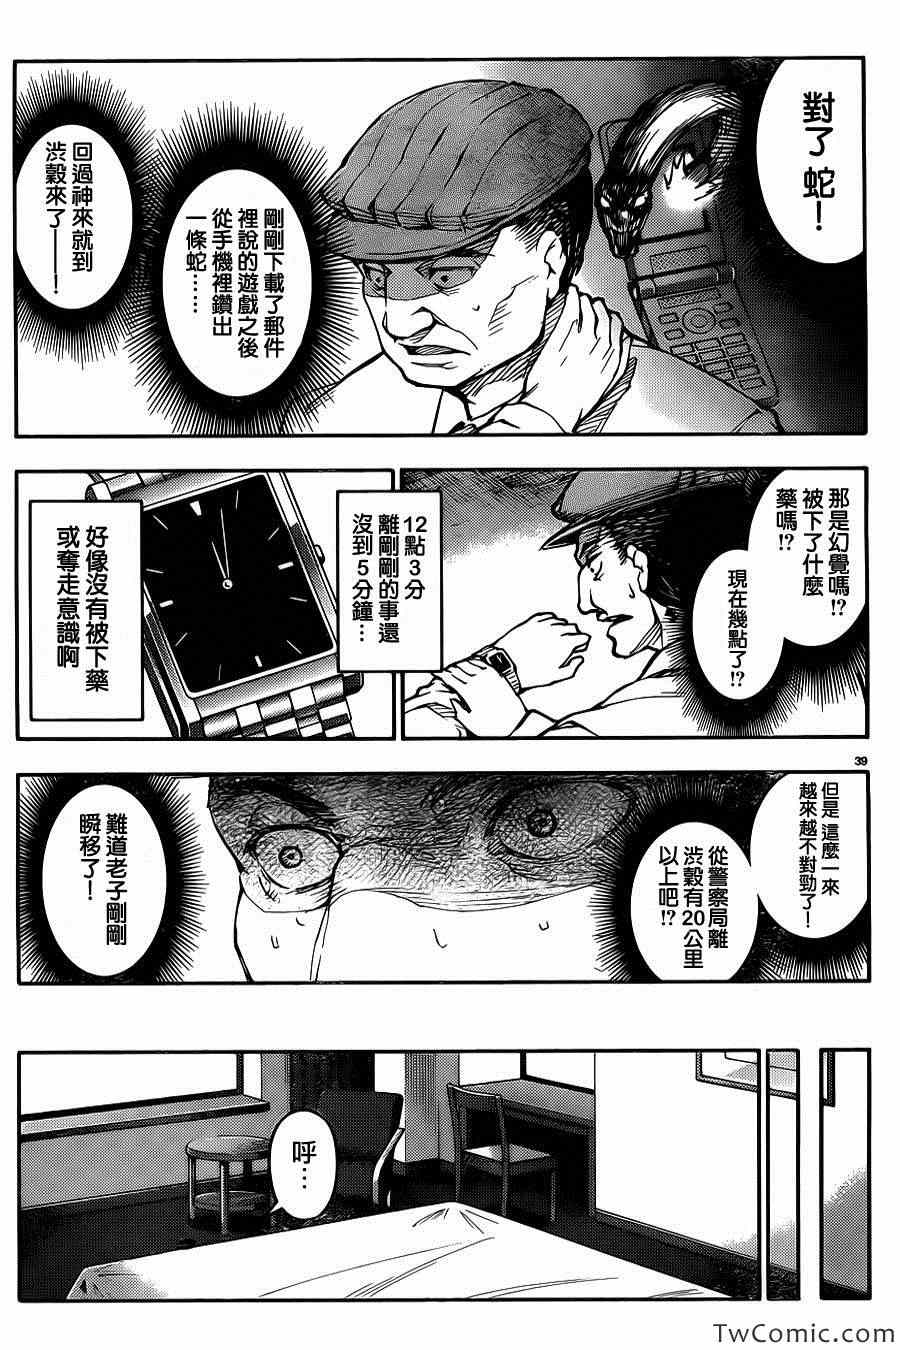 對了 蛇！
剛剛下載了郵件
裡說的遊戲之後
從手機裡鑽出
一條蛇……
回過神來就到
渋穀來了——！
那是幻覺嗎!?
被下了什麼
藥嗎!?
現在幾點了!?
12點3分
離剛剛的事還
沒到5分鐘…
好像沒有被下藥
或奪走意識啊
39
但是 這麼一來
越來越不對勁了！
從警察局離
渋穀有20公里
以上吧!?
難道老子剛剛
瞬移了！
呼…
TwComic.com